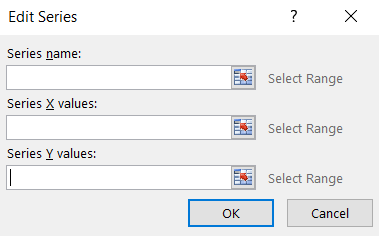 Edit Series
?
Series name:
Select Range
Series X values:
Select Range
Series Y values:
Select Range
OK
Cancel